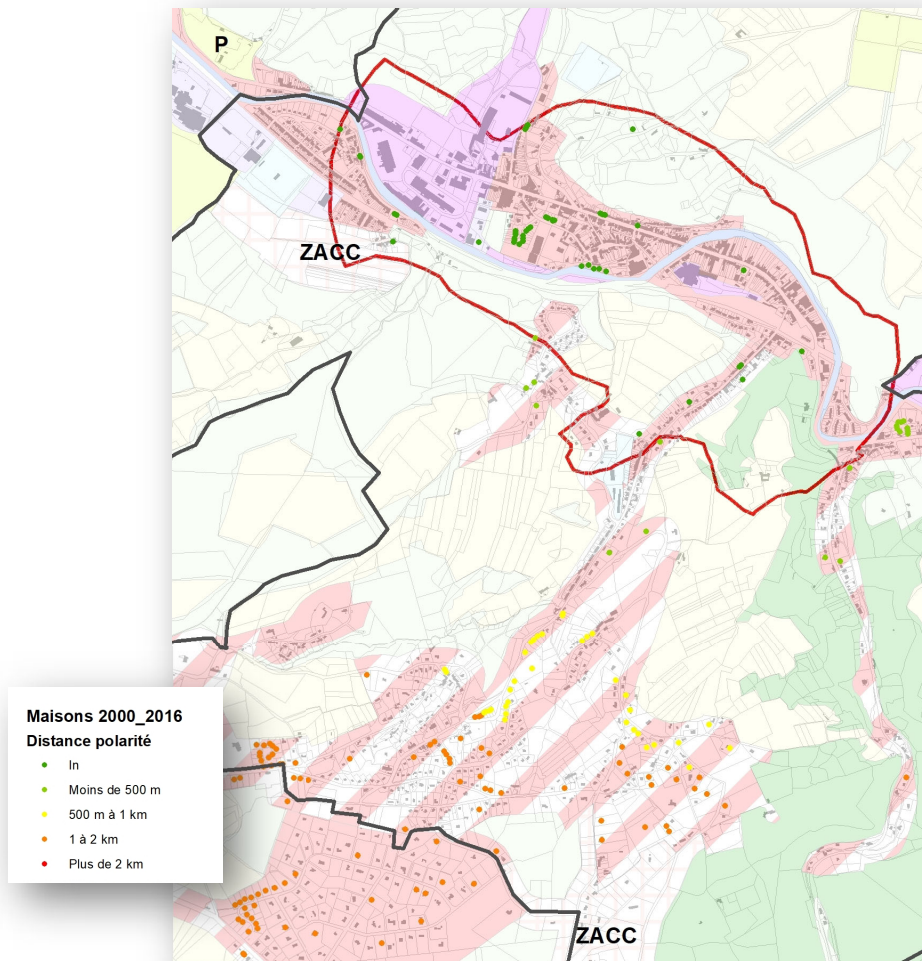 P
ZACC
Maisons 2000_2016
Distance polarité
In
Moins de 500 m
500 m à 1 km
1 à 2 km
Plus de 2 km
ZACC